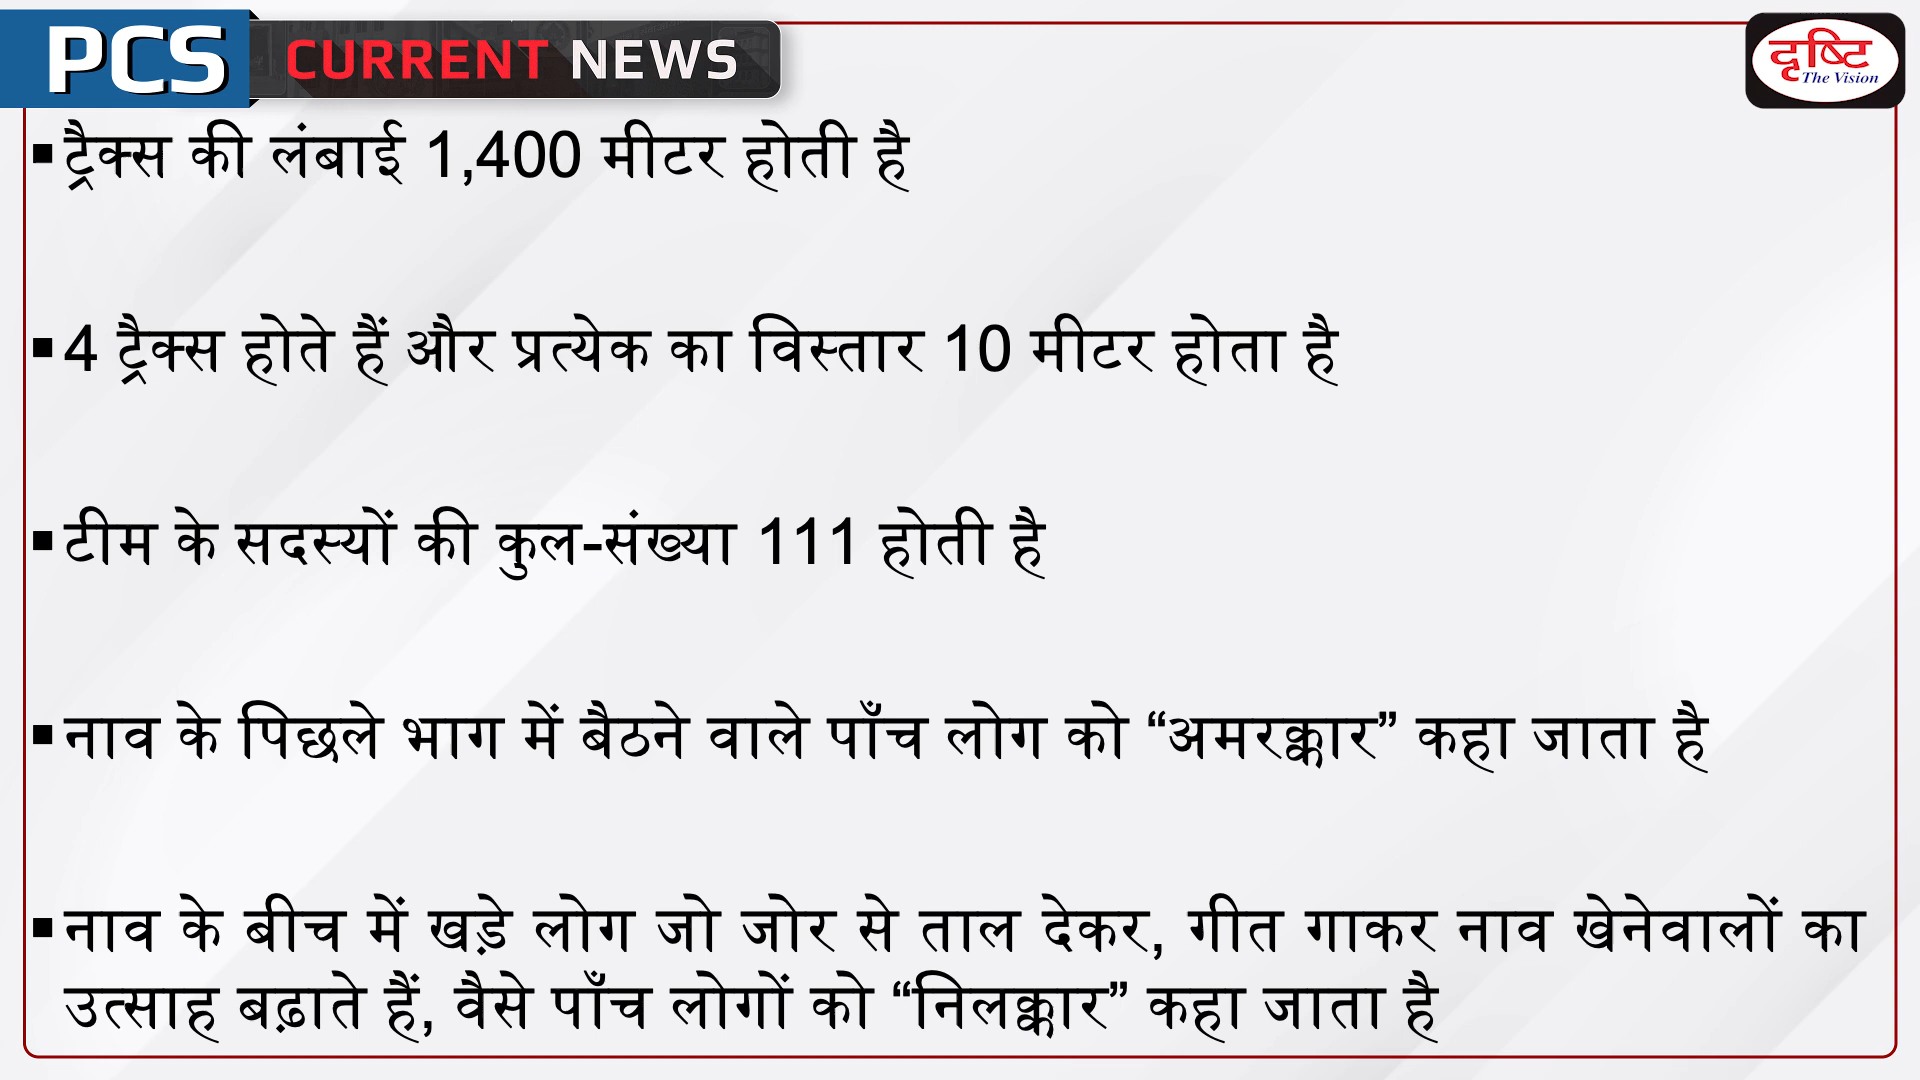 PCS CURRENT NEWS
दृष्टि
The Vision
▪ट्रैक्स की लंबाई 1,400 मीटर होती है
▪4 ट्रैक्स होते हैं और प्रत्येक का विस्तार 10 मीटर होता है
▪टीम के सदस्यों की कुल-संख्या 111 होती है
▪नाव के पिछले भाग में बैठने वाले पाँच लोग को “अमरक्कार” कहा जाता है
▪नाव के बीच में खड़े लोग जो जोर से ताल देकर, गीत गाकर नाव खेनेवालों का
उत्साह बढ़ाते हैं, वैसे पाँच लोगों को “निलक्कार” कहा जाता है